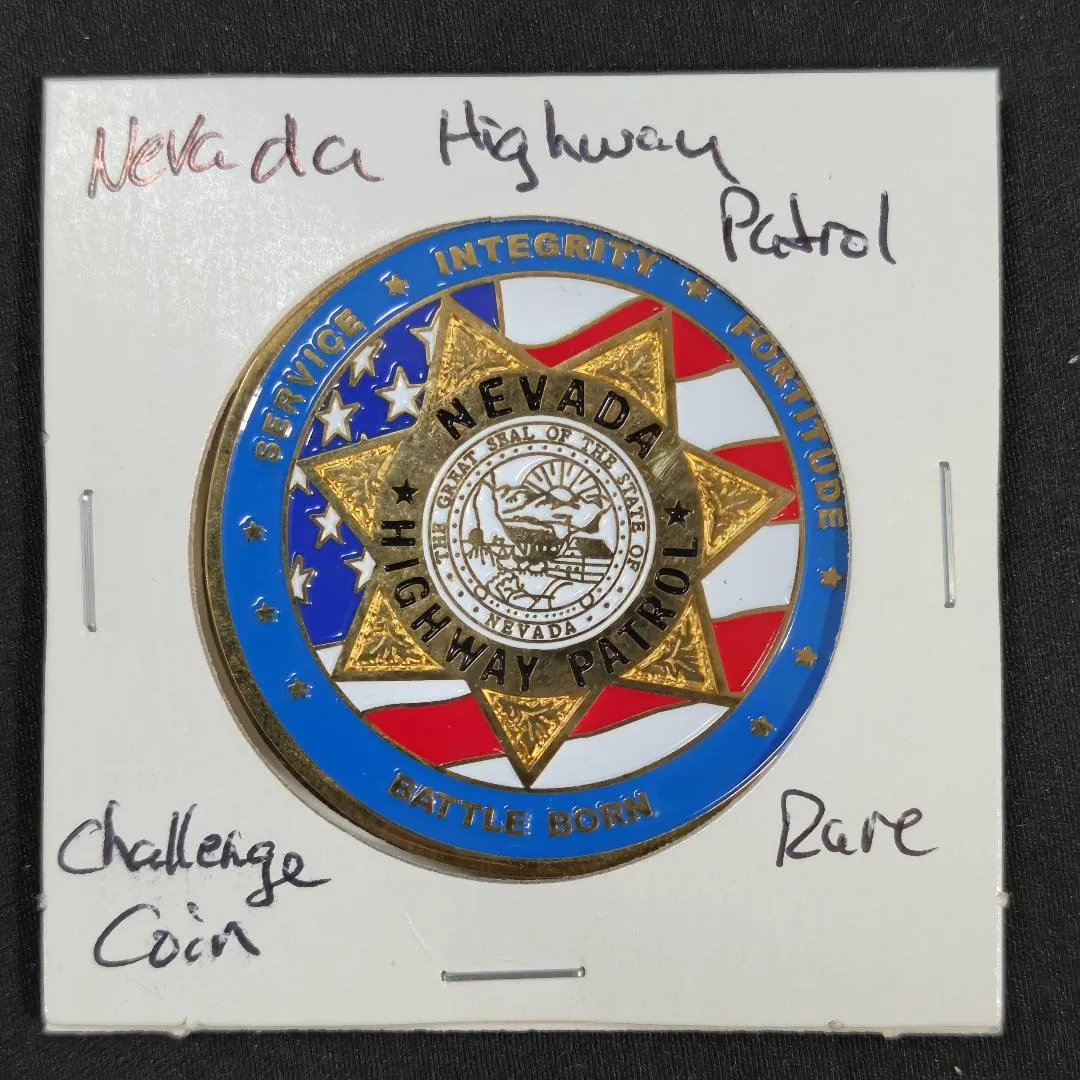 Nevada Highway
Patrol
SERVICE ★ INTEGRITY ★ FORTITUDE
NEVADA
THE GREAT SEAL OF THE STATE OF
NEVADA
★ HIGHWAY PATROL ★
BATTLE BORN
Challenge
Coin
Rare